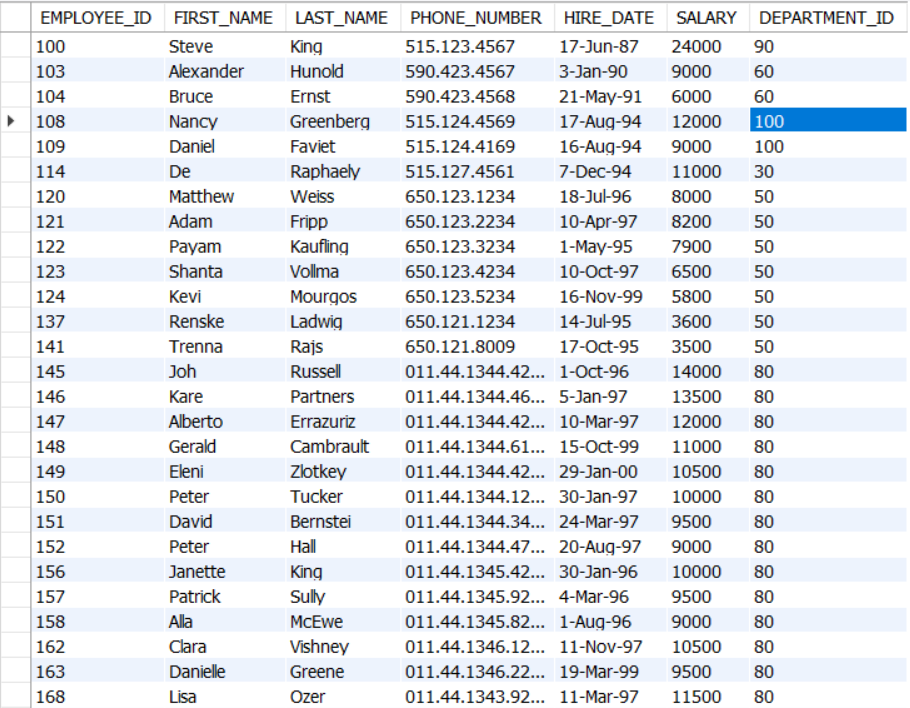 EMPLOYEE_ID FIRST_NAME LAST_NAME PHONE_NUMBER HIRE_DATE SALARY DEPARTMENT_ID
100 Steve King 515.123.4567 17-Jun-87 24000 90
103 Alexander Hunold 590.423.4567 3-Jan-90 9000 60
104 Bruce Ernst 590.423.4568 21-May-91 6000 60
108 Nancy Greenberg 515.124.4569 17-Aug-94 12000 100
109 Daniel Faviet 515.124.4169 16-Aug-94 9000 100
114 De Raphaely 515.127.4561 7-Dec-94 11000 30
120 Matthew Weiss 650.123.1234 18-Jul-96 8000 50
121 Adam Fripp 650.123.2234 10-Apr-97 8200 50
122 Payam Kaufling 650.123.3234 1-May-95 7900 50
123 Shanta Vollma 650.123.4234 10-Oct-97 6500 50
124 Kevi Mourgos 650.123.5234 16-Nov-99 5800 50
137 Renske Ladwig 650.121.1234 14-Jul-95 3600 50
141 Trenna Rajs 650.121.8009 17-Oct-95 3500 50
145 Joh Russell 011.44.1344.42... 1-Oct-96 14000 80
146 Kare Partners 011.44.1344.46... 5-Jan-97 13500 80
147 Alberto Errazuriz 011.44.1344.42... 10-Mar-97 12000 80
148 Gerald Cambrault 011.44.1344.61... 15-Oct-99 11000 80
149 Eleni Zlotkey 011.44.1344.42... 29-Jan-00 10500 80
150 Peter Tucker 011.44.1344.12... 30-Jan-97 10000 80
151 David Bernstei 011.44.1344.34... 24-Mar-97 9500 80
152 Peter Hall 011.44.1344.47... 20-Aug-97 9000 80
156 Janette King 011.44.1345.42... 30-Jan-96 10000 80
157 Patrick Sully 011.44.1345.92... 4-Mar-96 9500 80
158 Alla McEwe 011.44.1345.82... 1-Aug-96 9000 80
162 Clara Vishney 011.44.1346.12... 11-Nov-97 10500 80
163 Danielle Greene 011.44.1346.22... 19-Mar-99 9500 80
168 Lisa Ozer 011.44.1343.92... 11-Mar-97 11500 80